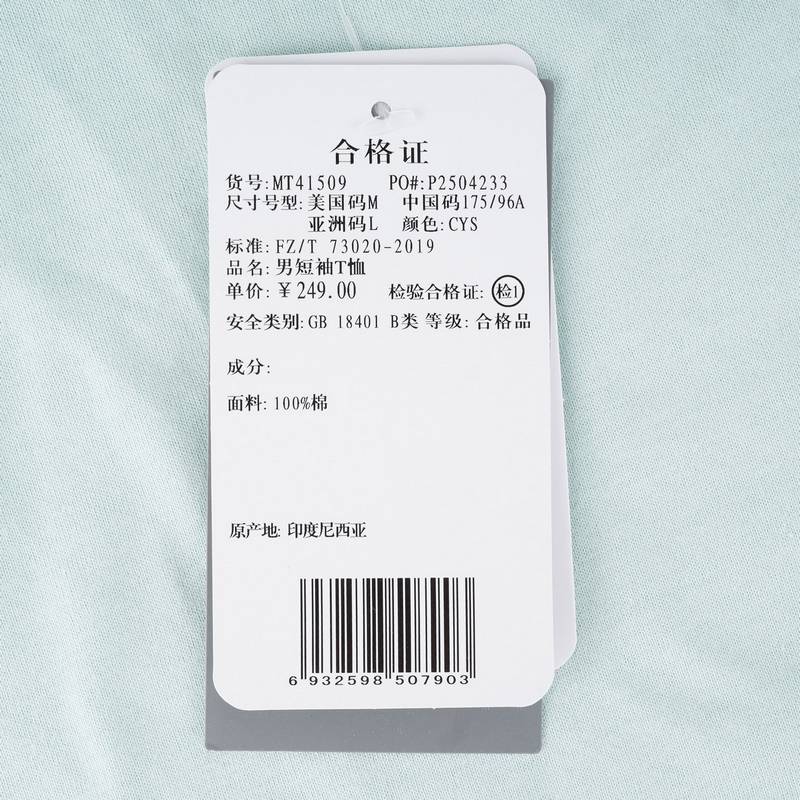 合格证
货号:MT41509 PO#:P2504233
尺寸号型:美国码M 中国码175/96A
亚洲码L 颜色:CYS
标准:FZ/T 73020-2019
品名:男短袖T恤
单价:￥249.00 检验合格证: 检1
安全类别:GB 18401 B类 等级:合格品
成分:
面料:100%棉
原产地:印度尼西亚
6 932598 507903